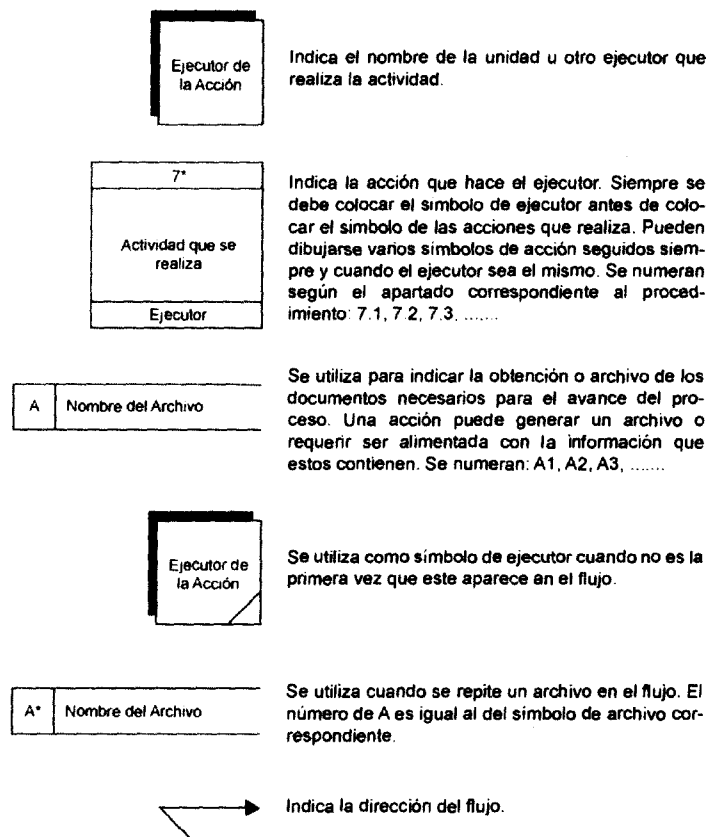 Ejecutor de
la Acción
Indica el nombre de la unidad u otro ejecutor que
realiza la actividad.
7*
Actividad que se
realiza
Ejecutor
Indica la acción que hace el ejecutor. Siempre se
debe colocar el simbolo de ejecutor antes de colo-
car el simbolo de las acciones que realiza. Pueden
dibujarse varios símbolos de acción seguidos siem-
pre y cuando el ejecutor sea el mismo. Se numeran
según el apartado correspondiente al proced-
imiento: 7.1, 7.2, 7.3, .......
A
Nombre del Archivo
Se utiliza para indicar la obtención o archivo de los
documentos necesarios para el avance del pro-
ceso. Una acción puede generar un archivo o
requerir ser alimentada con la información que
estos contienen. Se numeran: A1, A2, A3, .......
Ejecutor de
la Acción
Se utiliza como símbolo de ejecutor cuando no es la
primera vez que este aparece en el flujo.
A*
Nombre del Archivo
Se utiliza cuando se repite un archivo en el flujo. El
número de A es igual al del símbolo de archivo cor-
respondiente.
Indica la dirección del flujo.